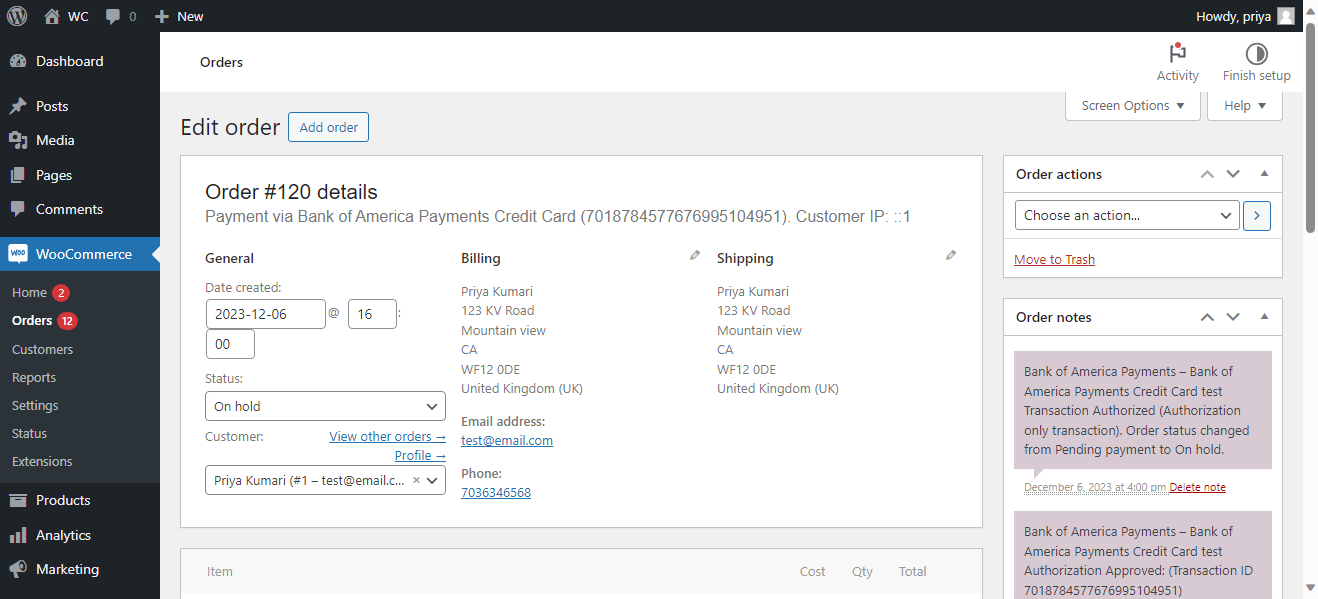 WC
0
New
Howdy, priya
Dashboard
Posts
Media
Pages
Comments
woo
WooCommerce
Home 2
Orders 12
Customers
Reports
Settings
Status
Extensions
Products
Analytics
Marketing
Orders
Activity
Finish setup
Screen Options
Help
Edit order
Add order
Order #120 details
Payment via Bank of America Payments Credit Card (7018784577676995104951). Customer IP: ::1
General
Date created:
2023-12-06 @ 16 :
00
Status:
On hold
Customer:
View other orders →
Profile →
Priya Kumari (#1 – test@email.c... ×
Billing
Priya Kumari
123 KV Road
Mountain view
CA
WF12 0DE
United Kingdom (UK)
Email address:
test@email.com
Phone:
7036346568
Shipping
Priya Kumari
123 KV Road
Mountain view
CA
WF12 0DE
United Kingdom (UK)
Item
Cost
Qty
Total
Order actions
Choose an action...
Move to Trash
Order notes
Bank of America Payments – Bank of
America Payments Credit Card test
Transaction Authorized (Authorization
only transaction). Order status changed
from Pending payment to On hold.
December 6, 2023 at 4:00 pm Delete note
Bank of America Payments – Bank of
America Payments Credit Card test
Authorization Approved: (Transaction ID
7018784577676995104951)